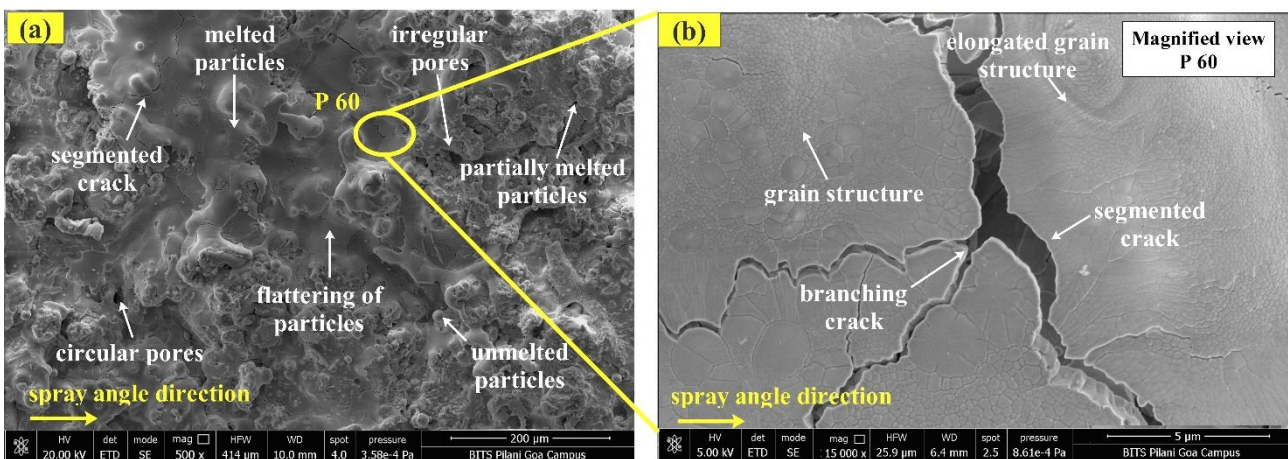 (a)
melted
particles
irregular
pores
P 60
segmented
crack
partially melted
particles
flattering of
particles
circular pores
unmelted
particles
spray angle direction
HV det mode mag HFW WD spot pressure
20.00 kV ETD SE 500 x 414 µm 10.0 mm 4.0 3.58e-4 Pa
200 µm
BITS Pilani Goa Campus
(b)
elongated grain
structure
Magnified view
P 60
grain structure
segmented
crack
branching
crack
spray angle direction
HV det mode mag HFW WD spot pressure
5.00 kV ETD SE 15 000 x 25.9 µm 6.4 mm 2.5 8.61e-4 Pa
5 µm
BITS Pilani Goa Campus